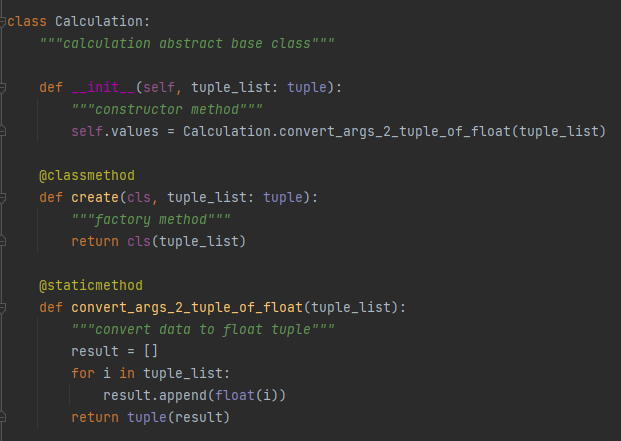 class Calculation:
    """calculation abstract base class"""
    def __init__(self, tuple_list: tuple):
        """constructor method"""
        self.values = Calculation.convert_args_2_tuple_of_float(tuple_list)
    @classmethod
    def create(cls, tuple_list: tuple):
        """factory method"""
        return cls(tuple_list)
    @staticmethod
    def convert_args_2_tuple_of_float(tuple_list):
        """convert data to float tuple"""
        result = []
        for i in tuple_list:
            result.append(float(i))
        return tuple(result)